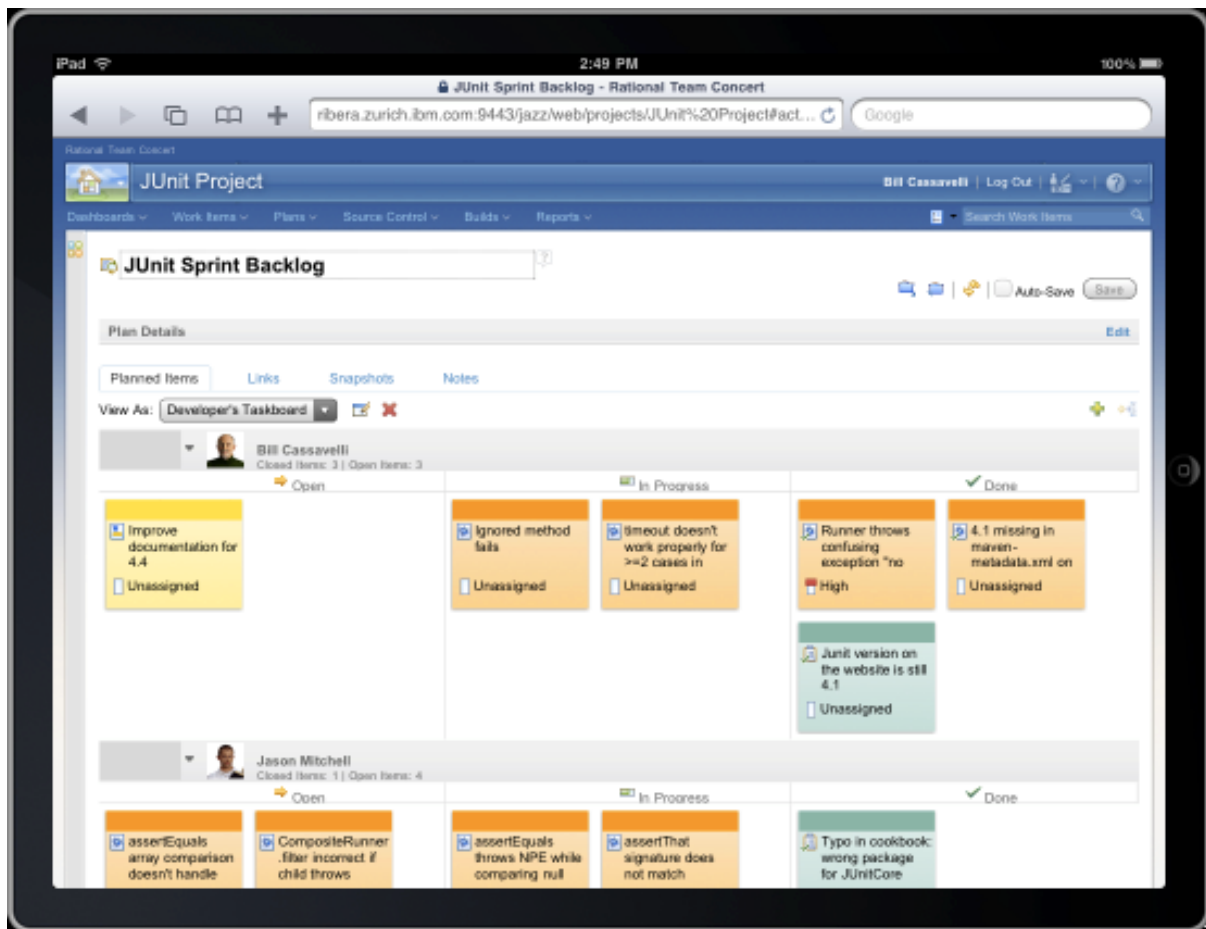 iPad 2:49 PM 100%
JUnit Sprint Backlog - Rational Team Concert
ribera.zurich.ibm.com:9443/jazz/web/projects/JUnit%20Project#act... Google
Rational Team Concert
JUnit Project Bill Cassavelli | Log Out |
Dashboards Work Items Plans Source Control Builds Reports Search Work Items
JUnit Sprint Backlog ?
Auto-Save Save
Plan Details Edit
Planned Items Links Snapshots Notes
View As: Developer's Taskboard
Bill Cassavelli
Closed Items: 3 | Open Items: 3
Open In Progress Done
Improve
documentation for
4.4
Unassigned
Ignored method
fails
Unassigned
timeout doesn't
work properly for
>=2 cases in
Unassigned
Runner throws
confusing
exception "no
High
4.1 missing in
maven-
metadata.xml on
Unassigned
Junit version on
the website is still
4.1
Unassigned
Jason Mitchell
Closed Items: 1 | Open Items: 4
Open In Progress Done
assertEquals
array comparison
doesn't handle
CompositeRunner
.filter incorrect if
child throws
assertEquals
throws NPE while
comparing null
assertThat
signature does
not match
Typo in cookbook:
wrong package
for JUnitCore